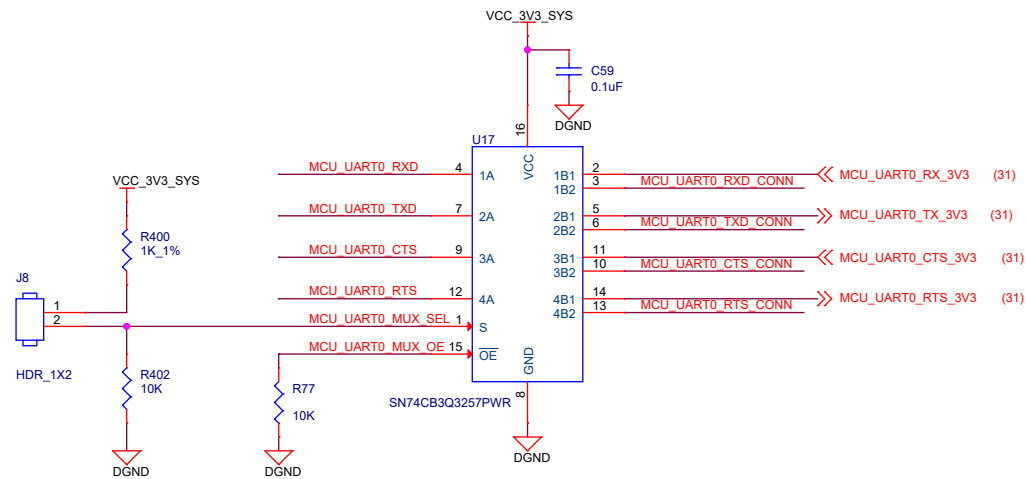 VCC_3V3_SYS
C59
0.1uF
DGND
16
U17
VCC
MCU_UART0_RXD 4 1A 1B1 2 MCU_UART0_RX_3V3 (31)
1B2 3 MCU_UART0_RXD_CONN
VCC_3V3_SYS
MCU_UART0_TXD 7 2A 2B1 5 MCU_UART0_TX_3V3 (31)
2B2 6 MCU_UART0_TXD_CONN
R400
1K_1%
MCU_UART0_CTS 9 3A 3B1 11 MCU_UART0_CTS_3V3 (31)
3B2 10 MCU_UART0_CTS_CONN
J8
MCU_UART0_RTS 12 4A 4B1 14 MCU_UART0_RTS_3V3 (31)
1
4B2 13 MCU_UART0_RTS_CONN
2 MCU_UART0_MUX_SEL 1 S
MCU_UART0_MUX_OE 15 OE
GND
HDR_1X2
R402
10K
R77
10K
8
SN74CB3Q3257PWR
DGND
DGND
DGND